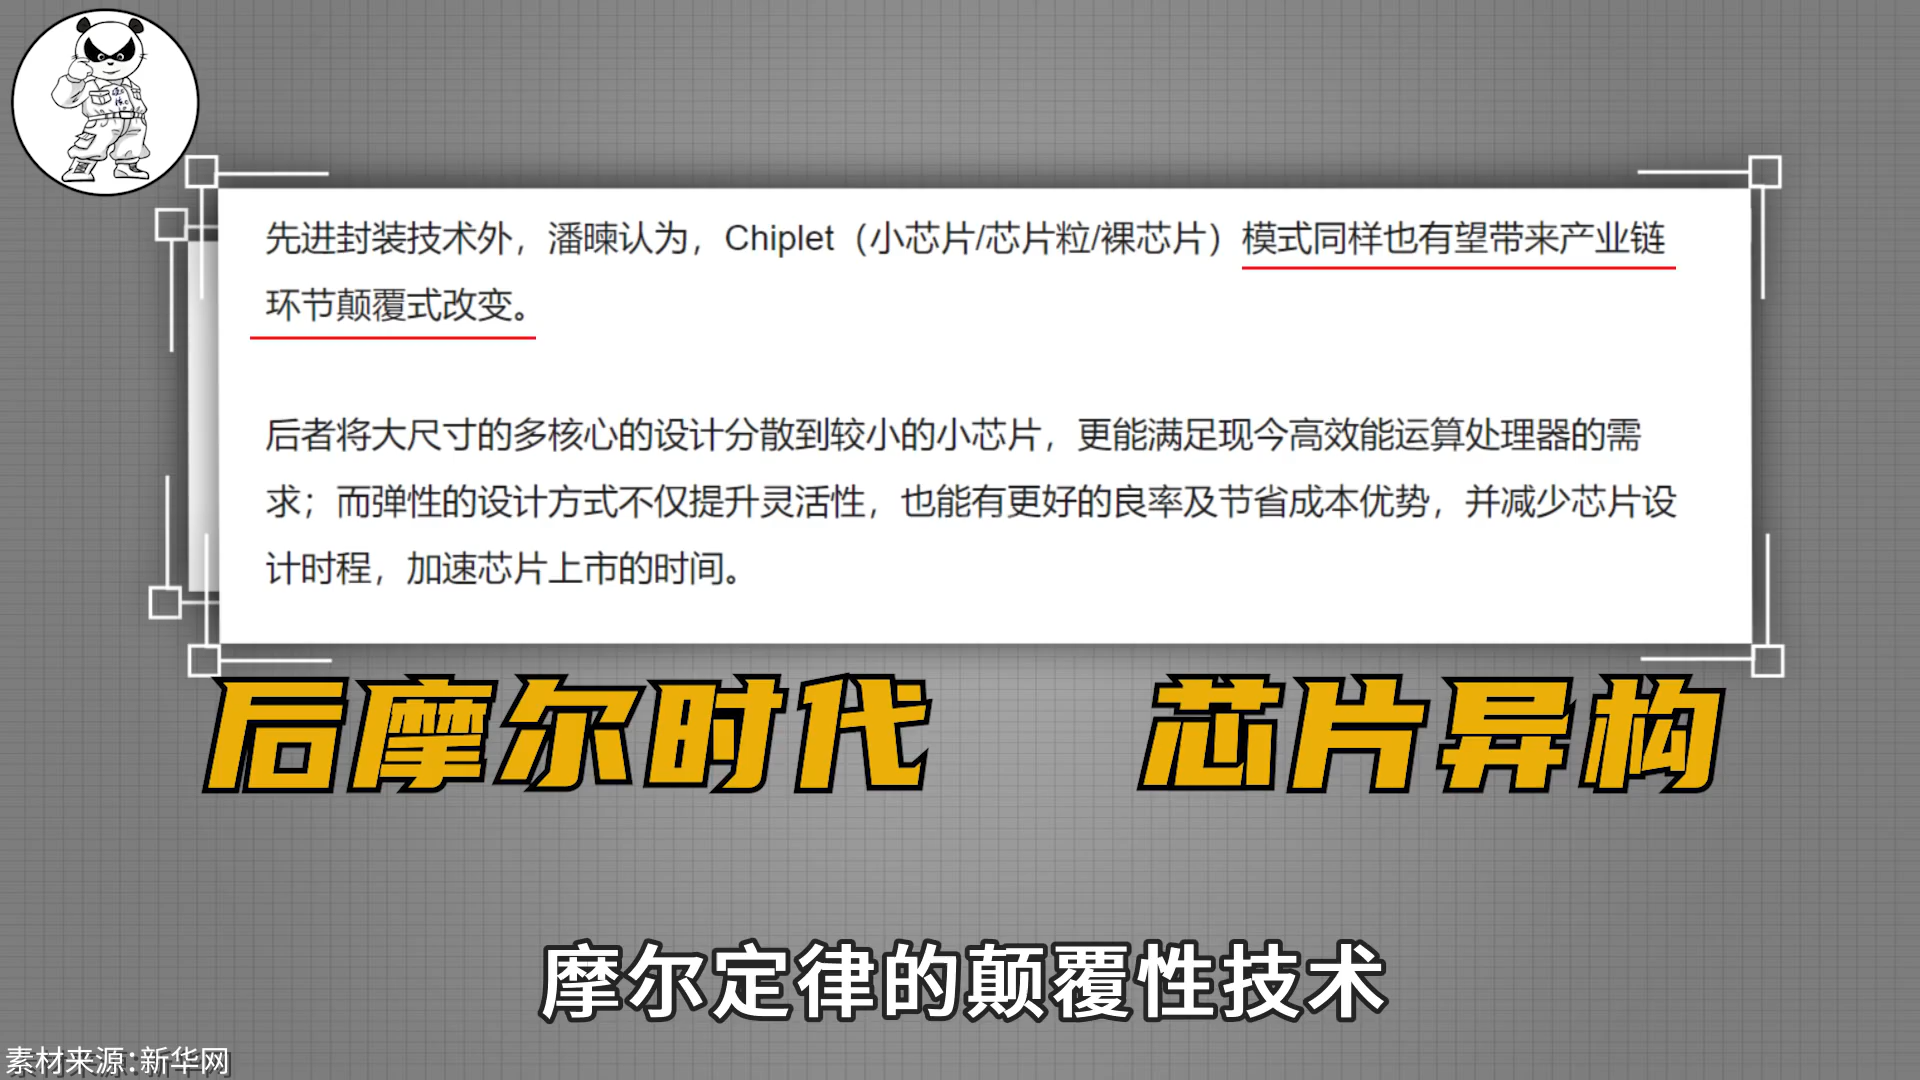 先进封装技术外，潘暕认为，Chiplet（小芯片/芯片粒/裸芯片）模式同样也有望带来产业链
环节颠覆式改变。
后者将大尺寸的多核心的设计分散到较小的小芯片，更能满足现今高效能运算处理器的需
求；而弹性的设计方式不仅提升灵活性，也能有更好的良率及节省成本优势，并减少芯片设
计时程，加速芯片上市的时间。
后摩尔时代 芯片异构
摩尔定律的颠覆性技术
素材来源:新华网